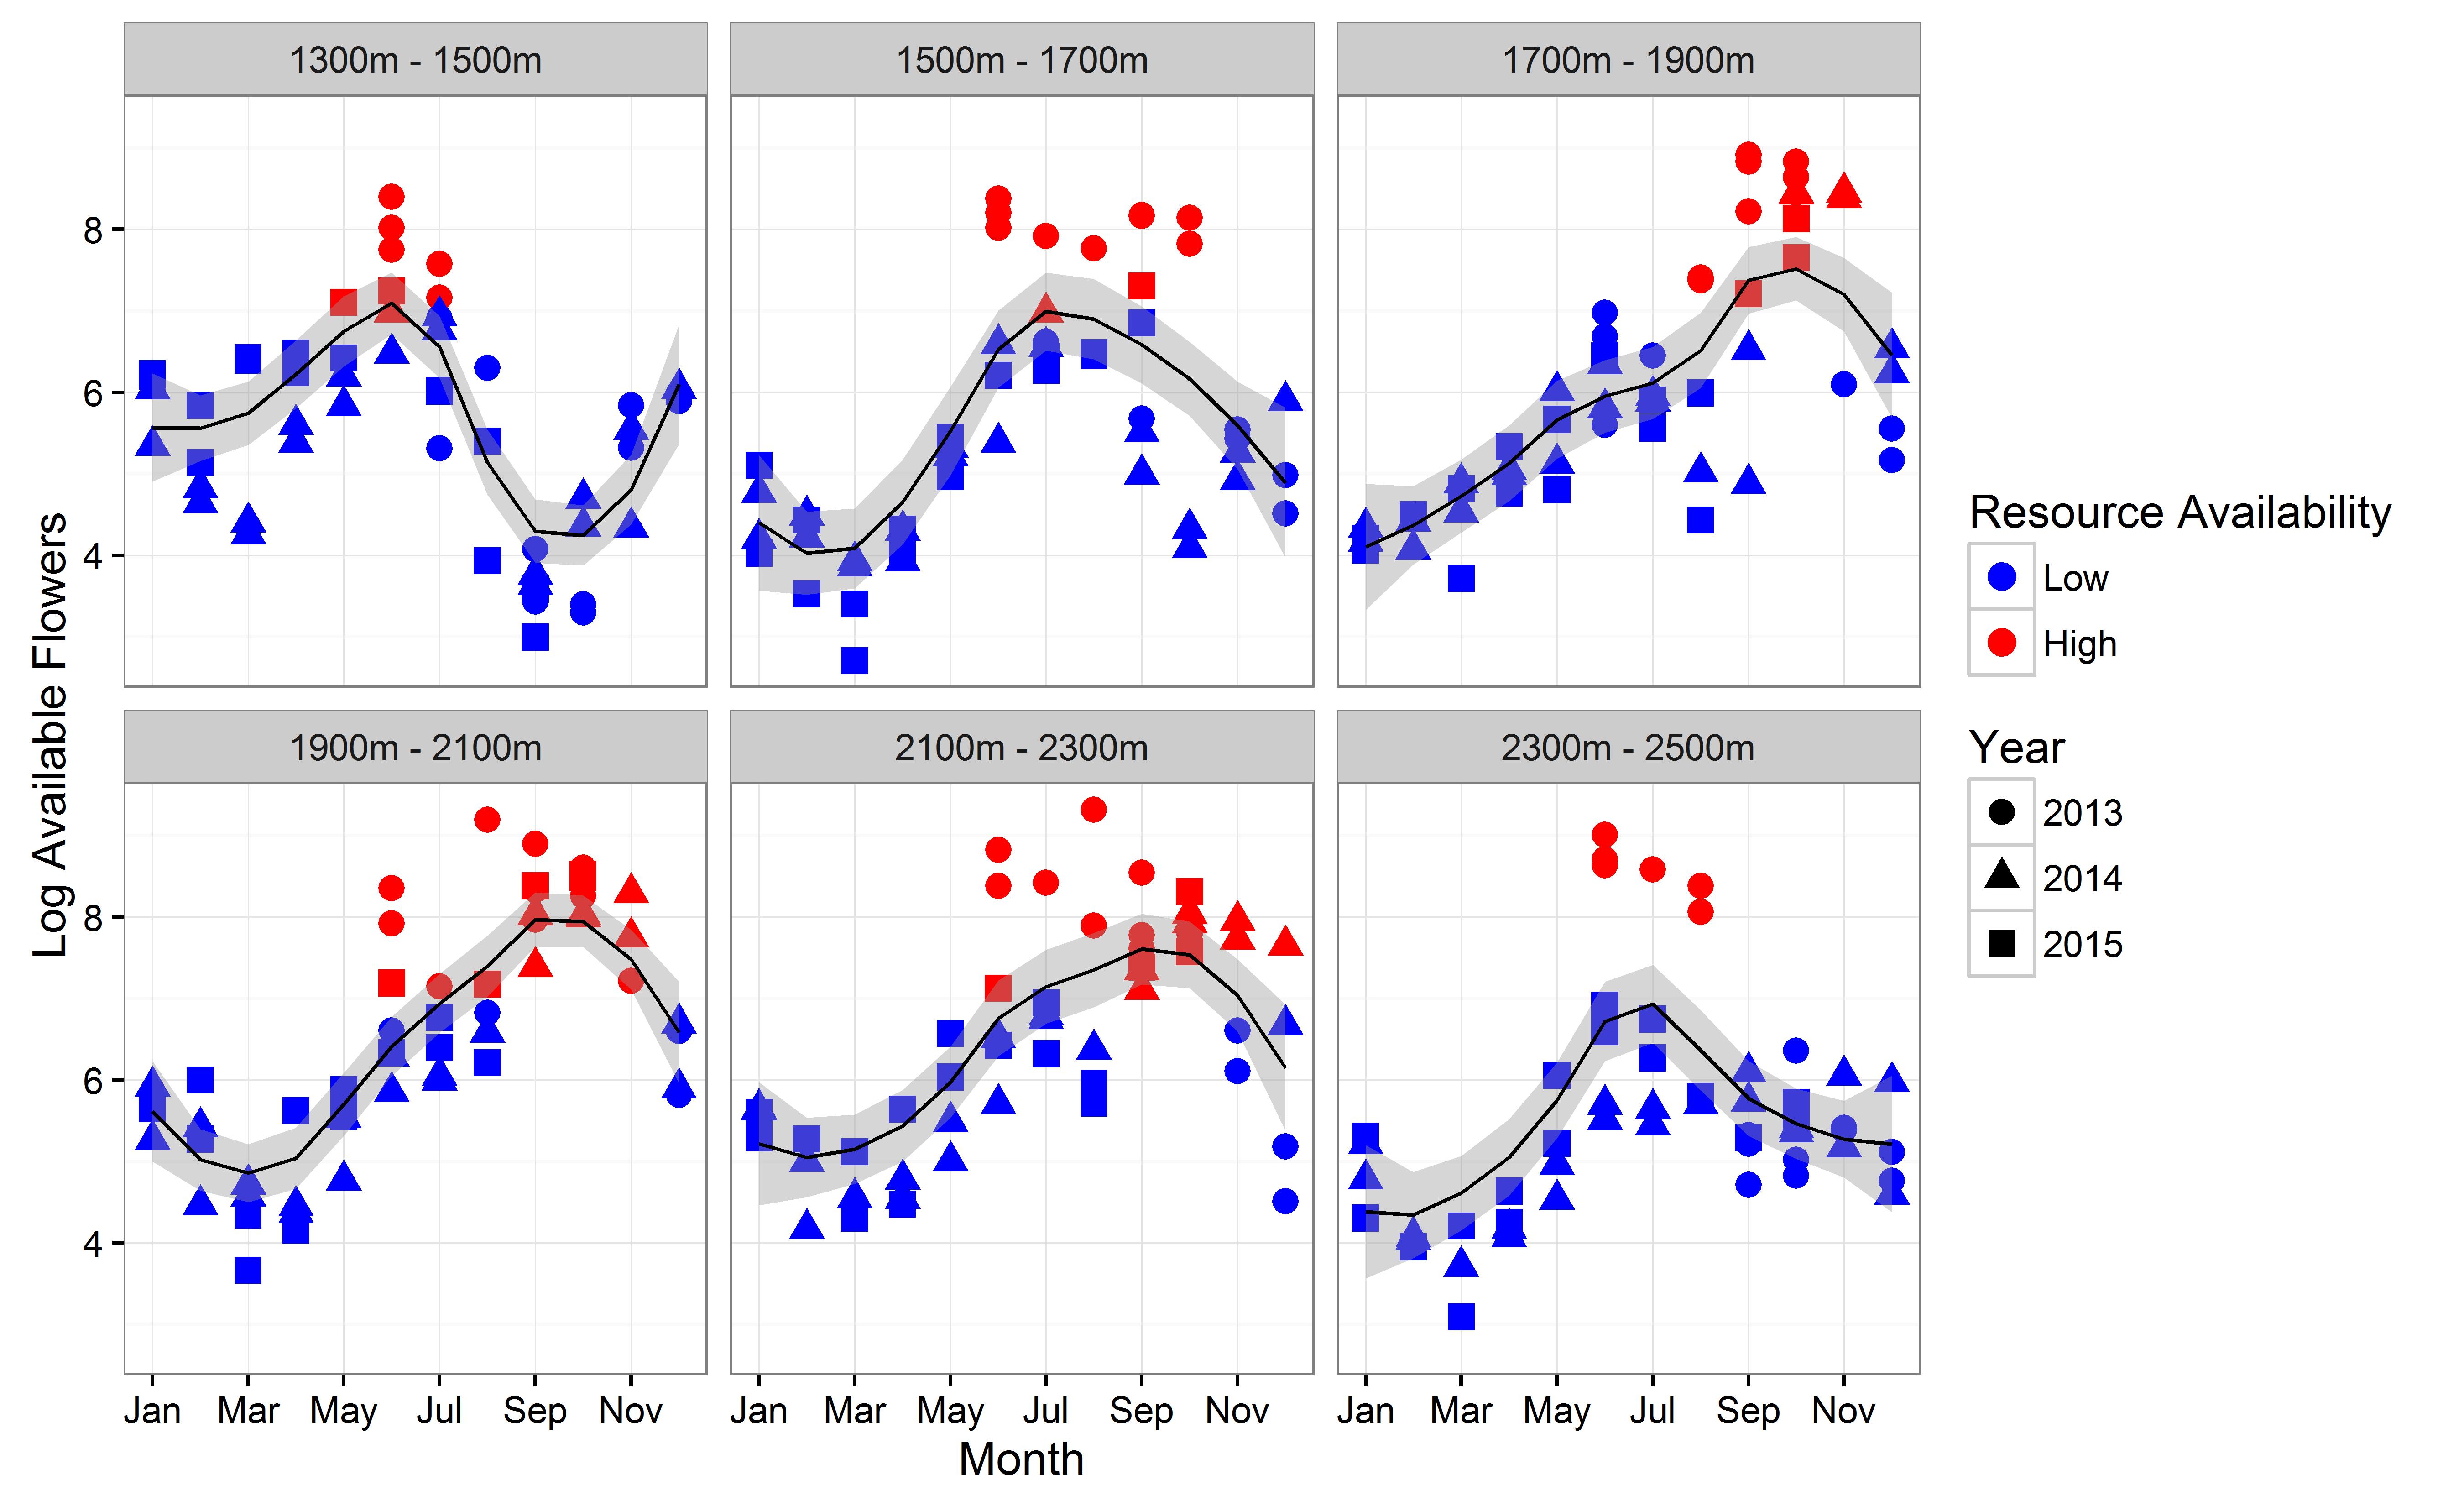 1300m - 1500m
1500m - 1700m
1700m - 1900m
8
6
4
1900m - 2100m
2100m - 2300m
2300m - 2500m
8
6
4
Jan Mar May Jul Sep Nov
Jan Mar May Jul Sep Nov
Jan Mar May Jul Sep Nov
Month
Log Available Flowers
Resource Availability
Low
High
Year
2013
2014
2015